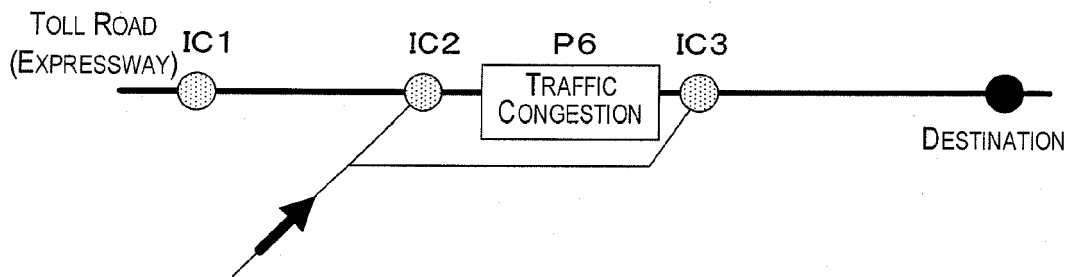 TOLL ROAD
(EXPRESSWAY)
IC1
IC2
P6
IC3
TRAFFIC
CONGESTION
DESTINATION